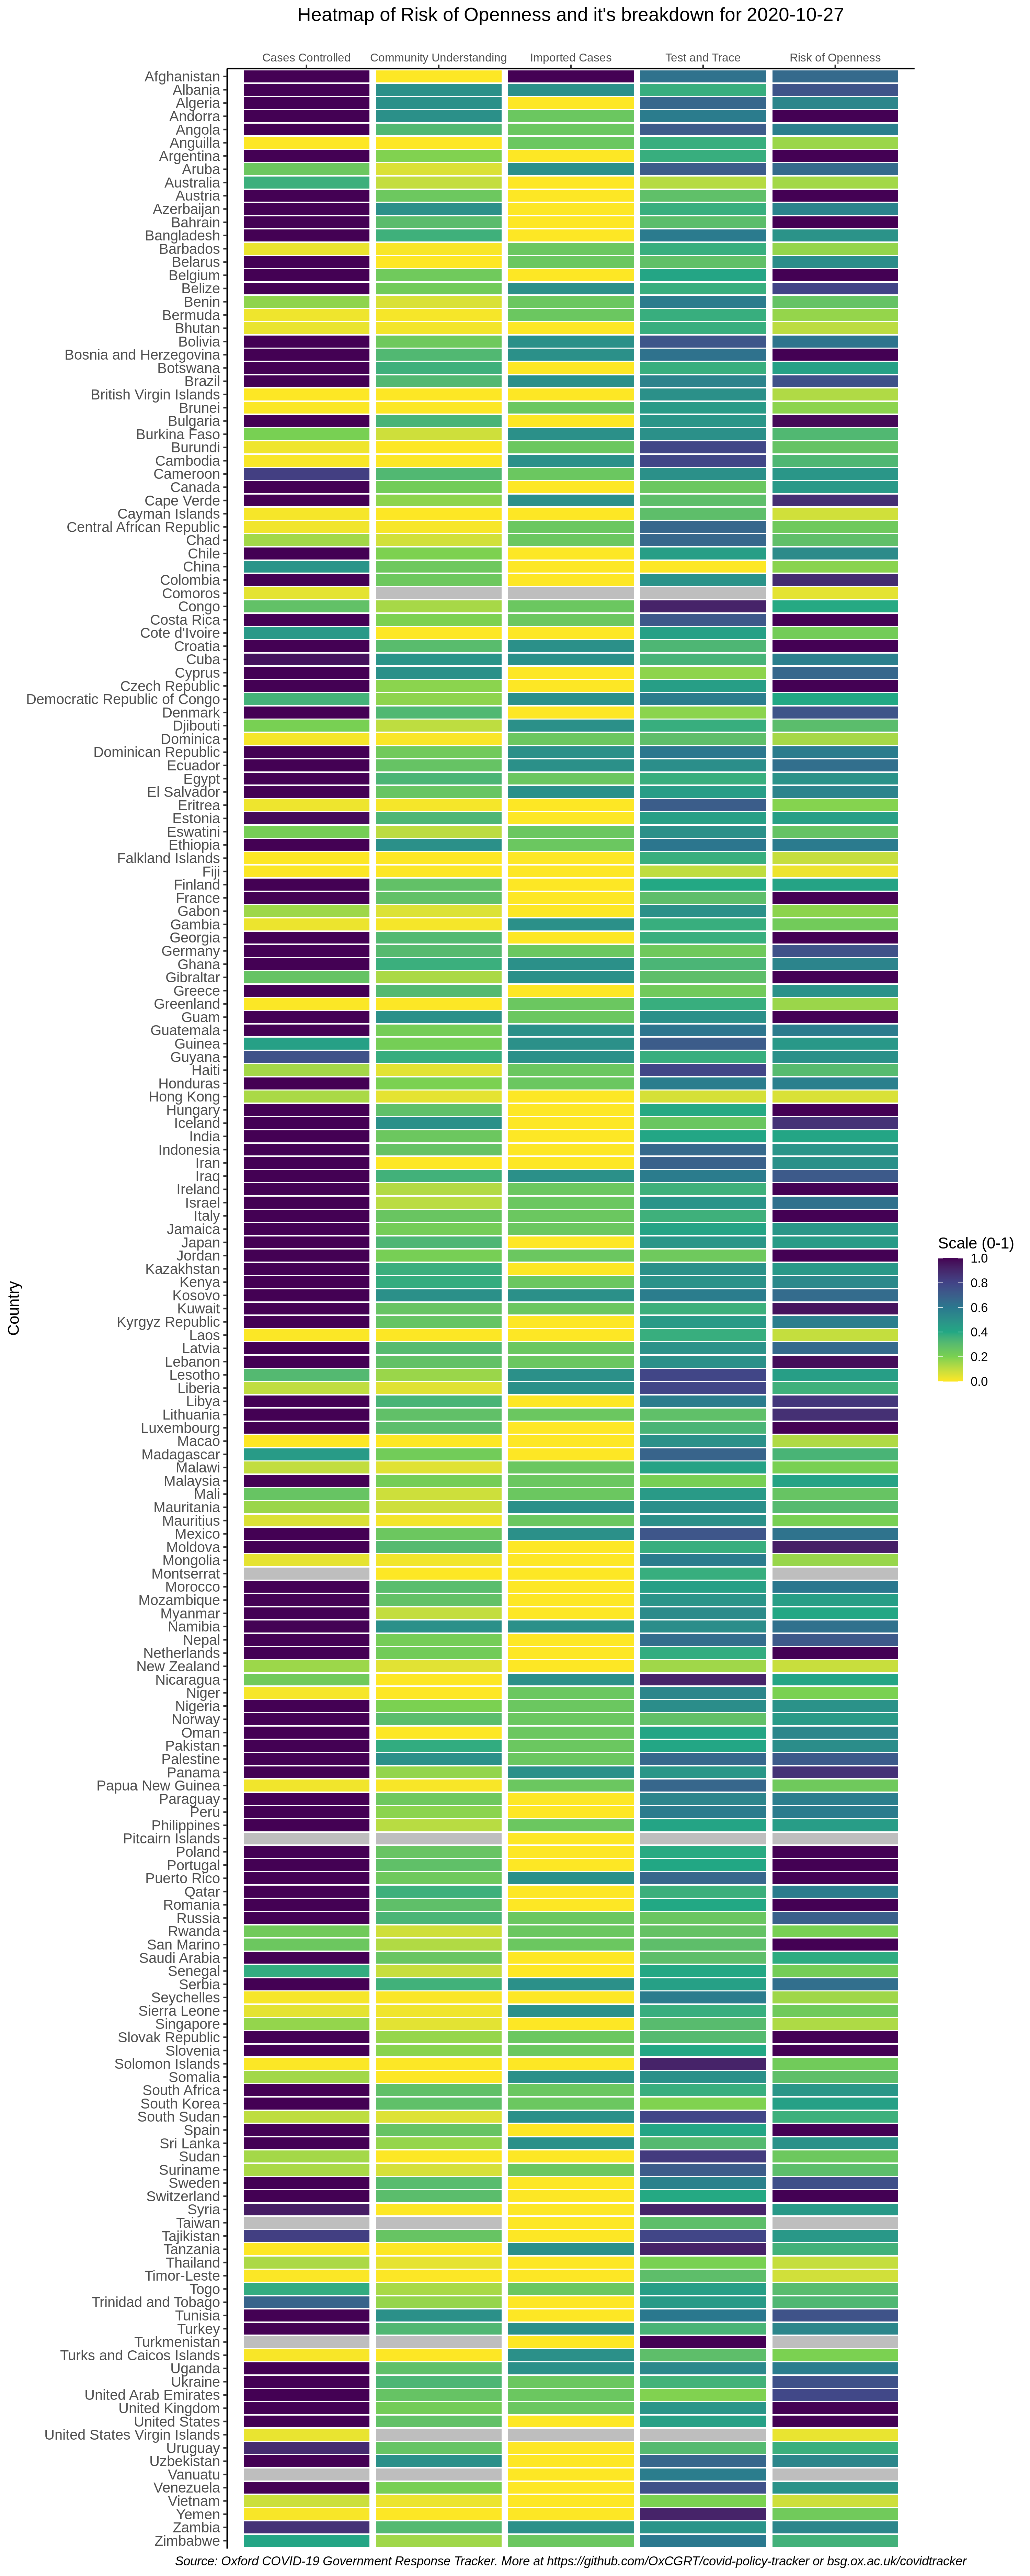 Heatmap of Risk of Openness and it's breakdown for 2020-10-27
Cases Controlled Community Understanding Imported Cases Test and Trace Risk of Openness
Afghanistan
Albania
Algeria
Andorra
Angola
Anguilla
Argentina
Aruba
Australia
Austria
Azerbaijan
Bahrain
Bangladesh
Barbados
Belarus
Belgium
Belize
Benin
Bermuda
Bhutan
Bolivia
Bosnia and Herzegovina
Botswana
Brazil
British Virgin Islands
Brunei
Bulgaria
Burkina Faso
Burundi
Cambodia
Cameroon
Canada
Cape Verde
Cayman Islands
Central African Republic
Chad
Chile
China
Colombia
Comoros
Congo
Costa Rica
Cote d'Ivoire
Croatia
Cuba
Cyprus
Czech Republic
Democratic Republic of Congo
Denmark
Djibouti
Dominica
Dominican Republic
Ecuador
Egypt
El Salvador
Eritrea
Estonia
Eswatini
Ethiopia
Falkland Islands
Fiji
Finland
France
Gabon
Gambia
Georgia
Germany
Ghana
Gibraltar
Greece
Greenland
Guam
Guatemala
Guinea
Guyana
Haiti
Honduras
Hong Kong
Hungary
Iceland
India
Indonesia
Iran
Iraq
Ireland
Israel
Italy
Jamaica
Japan
Jordan
Kazakhstan
Kenya
Kosovo
Kuwait
Kyrgyz Republic
Laos
Latvia
Lebanon
Lesotho
Liberia
Libya
Lithuania
Luxembourg
Macao
Madagascar
Malawi
Malaysia
Mali
Mauritania
Mauritius
Mexico
Moldova
Mongolia
Montserrat
Morocco
Mozambique
Myanmar
Namibia
Nepal
Netherlands
New Zealand
Nicaragua
Niger
Nigeria
Norway
Oman
Pakistan
Palestine
Panama
Papua New Guinea
Paraguay
Peru
Philippines
Pitcairn Islands
Poland
Portugal
Puerto Rico
Qatar
Romania
Russia
Rwanda
San Marino
Saudi Arabia
Senegal
Serbia
Seychelles
Sierra Leone
Singapore
Slovak Republic
Slovenia
Solomon Islands
Somalia
South Africa
South Korea
South Sudan
Spain
Sri Lanka
Sudan
Suriname
Sweden
Switzerland
Syria
Taiwan
Tajikistan
Tanzania
Thailand
Timor-Leste
Togo
Trinidad and Tobago
Tunisia
Turkey
Turkmenistan
Turks and Caicos Islands
Uganda
Ukraine
United Arab Emirates
United Kingdom
United States
United States Virgin Islands
Uruguay
Uzbekistan
Vanuatu
Venezuela
Vietnam
Yemen
Zambia
Zimbabwe
Country
Scale (0-1)
1.0
0.8
0.6
0.4
0.2
0.0
Source: Oxford COVID-19 Government Response Tracker. More at https://github.com/OxCGRT/covid-policy-tracker or bsg.ox.ac.uk/covidtracker